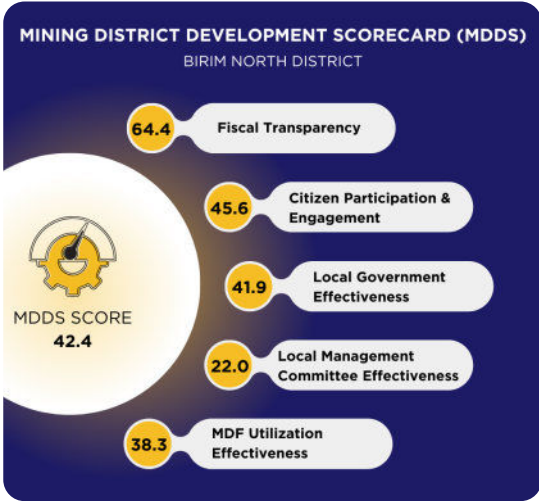 MINING DISTRICT DEVELOPMENT SCORECARD (MDDS)
BIRIM NORTH DISTRICT
64.4
Fiscal Transparency
45.6
Citizen Participation &
Engagement
41.9
Local Government
Effectiveness
MDDS SCORE
42.4
22.0
Local Management
Committee Effectiveness
38.3
MDF Utilization
Effectiveness